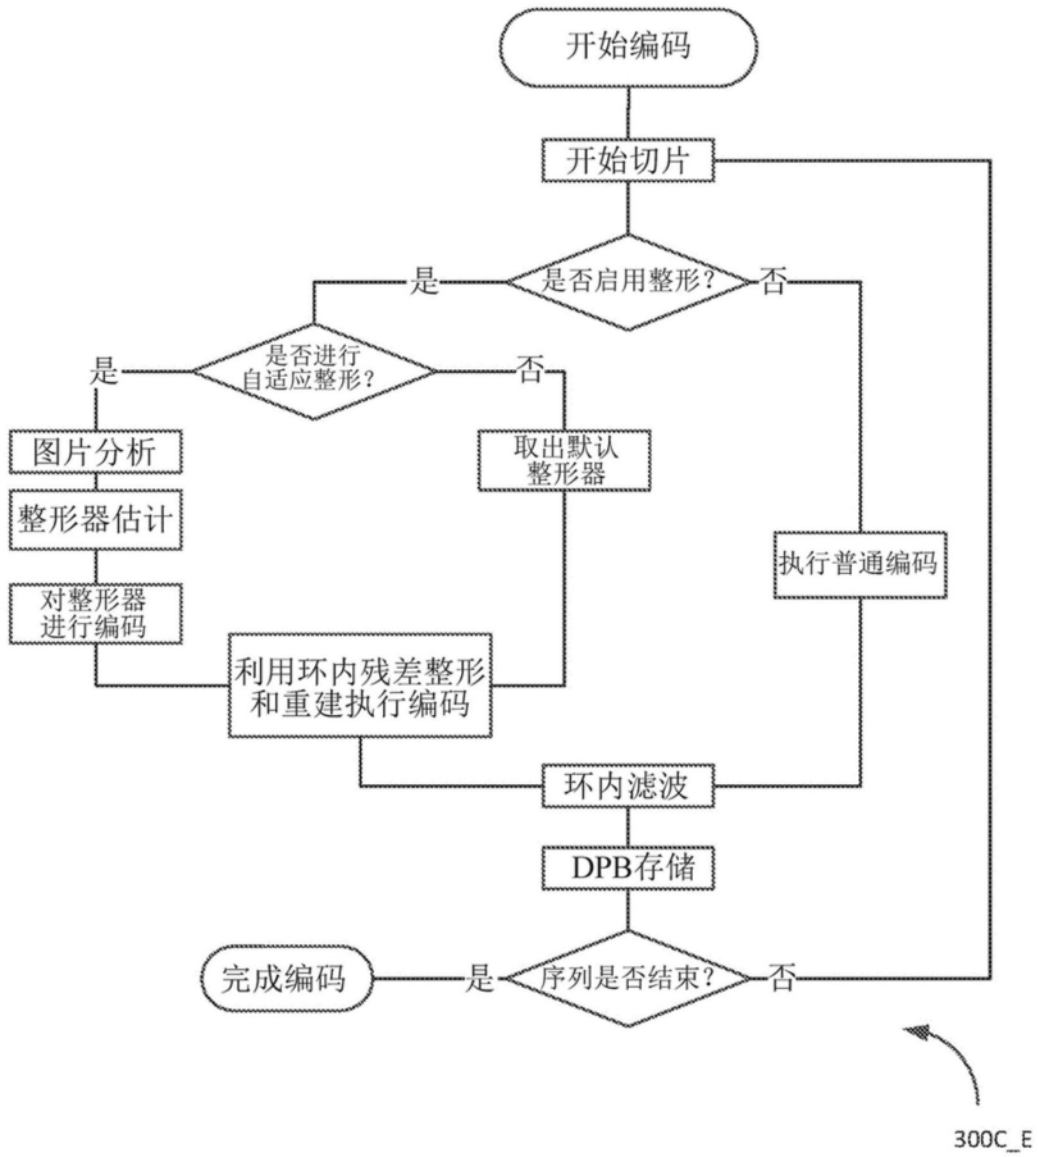 开始编码
开始切片
是否启用整形？
是
否
是否进行
自适应整形？
是
否
图片分析
取出默认
整形器
整形器估计
执行普通编码
对整形器
进行编码
利用环内残差整形
和重建执行编码
环内滤波
DPB存储
完成编码
是
序列是否结束？
否
300C_E